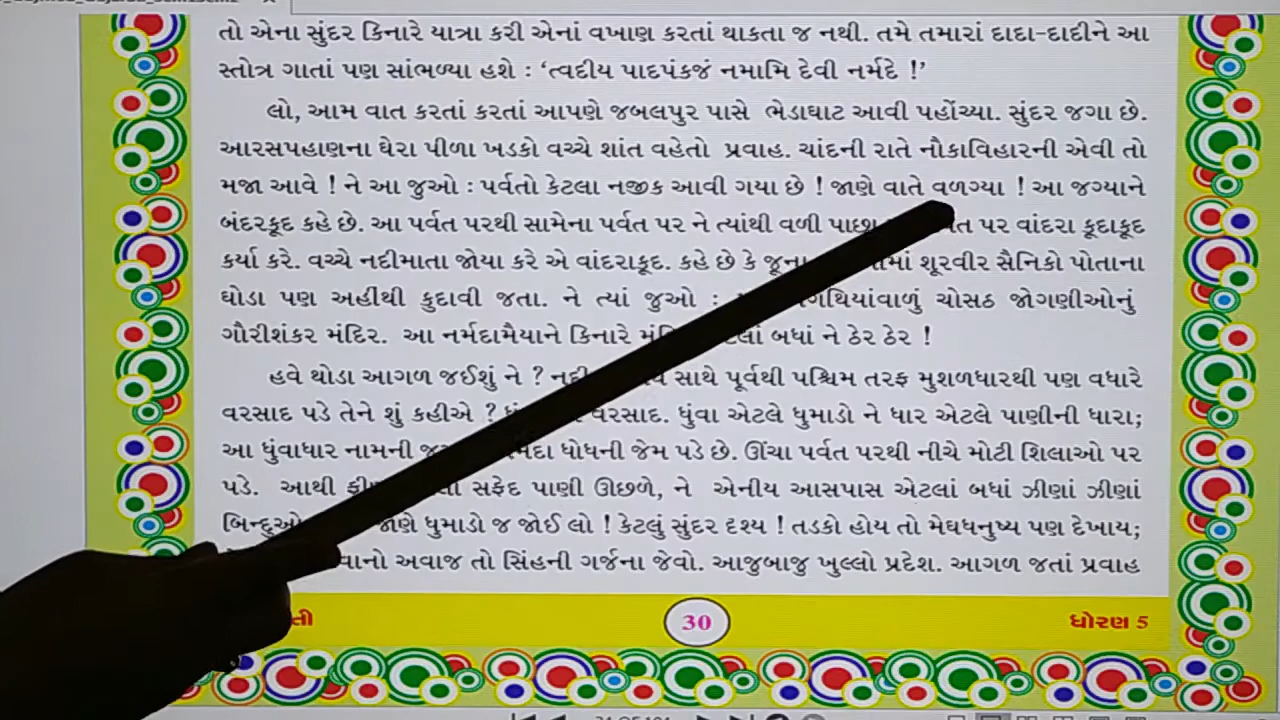 તો એના સુંદર કિનારે યાત્રા કરી એનાં વખાણ કરતાં થાકતા જ નથી. તમે તમારાં દાદા-દાદીને આ
સ્તોત્ર ગાતાં પણ સાંભળ્યા હશે : ‘ત્વદીય પાદપંકજં નમામિ દેવી નર્મદે !’
લો, આમ વાત કરતાં કરતાં આપણે જબલપુર પાસે ભેડાઘાટ આવી પહોંચ્યા. સુંદર જગા છે.
આરસપહાણના ઘેરા પીળા ખડકો વચ્ચે શાંત વહેતો પ્રવાહ. ચાંદની રાતે નૌકાવિહારની એવી તો
મજા આવે ! ને આ જુઓ : પર્વતો કેટલા નજીક આવી ગયા છે ! જાણે વાતે વળગ્યા ! આ જગ્યાને
બંદરકૂદ કહે છે. આ પર્વત પરથી સામેના પર્વત પર ને ત્યાંથી વળી પર વાંદરા કૂદાકૂદ
કર્યા કરે. વચ્ચે નદીમાતા જોયા કરે એ વાંદરાકૂદ. કહે છે કે જૂના શૂરવીર સૈનિકો પોતાના
ઘોડા પણ અહીંથી કુદાવી જતા. ને ત્યાં જુઓ : ચોસઠ જોગણીઓનું
ગૌરીશંકર મંદિર. આ નર્મદામૈયાને કિનારે બધાં ને ઠેર ઠેર !
હવે થોડા આગળ જઈશું ને ? સાથે પૂર્વથી પશ્ચિમ તરફ મુશળધારથી પણ વધારે
વરસાદ પડે તેને શું કહીએ ? વરસાદ. ધુંવા એટલે ધુમાડો ને ધાર એટલે પાણીની ધારા;
આ ધુંવાધાર નામની ધોધની જેમ પડે છે. ઊંચા પર્વત પરથી નીચે મોટી શિલાઓ પર
પડે. આથી સફેદ પાણી ઊછળે, ને એનીય આસપાસ એટલાં બધાં ઝીણાં ઝીણાં
જાણે ધુમાડો જ જોઈ લો ! કેટલું સુંદર દૃશ્ય ! તડકો હોય તો મેઘધનુષ્ય પણ દેખાય;
અવાજ તો સિંહની ગર્જના જેવો. આજુબાજુ ખુલ્લો પ્રદેશ. આગળ જતાં પ્રવાહ
30
ધોરણ 5